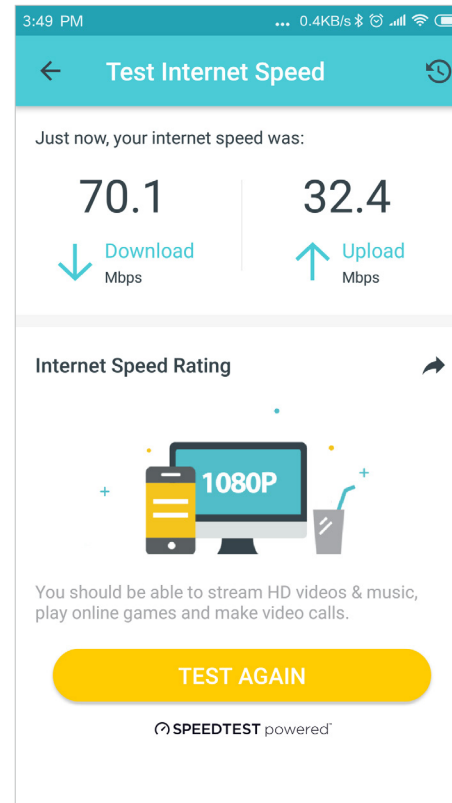 3:49 PM ... 0.4KB/s
Test Internet Speed
Just now, your internet speed was:
70.1 32.4
Download Upload
Mbps Mbps
Internet Speed Rating
1080P
You should be able to stream HD videos & music,
play online games and make video calls.
TEST AGAIN
SPEEDTEST powered™